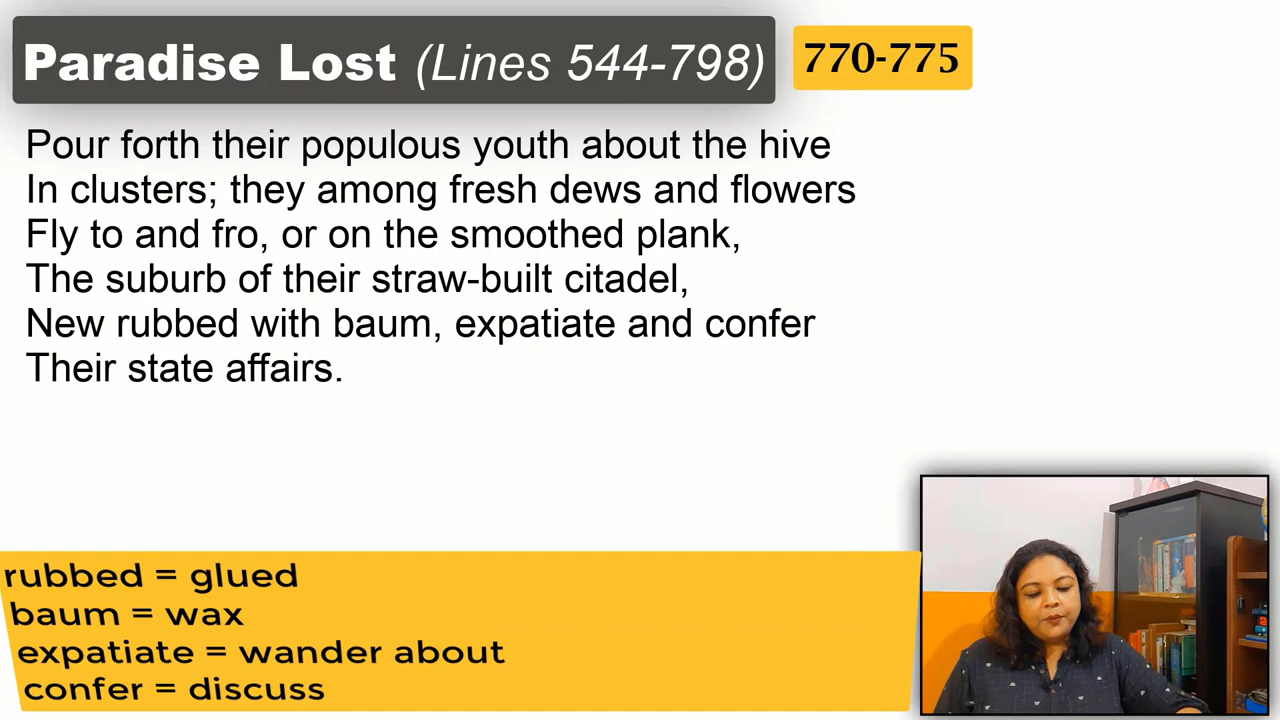 Paradise Lost (Lines 544-798)
770-775
Pour forth their populous youth about the hive
In clusters; they among fresh dews and flowers
Fly to and fro, or on the smoothed plank,
The suburb of their straw-built citadel,
New rubbed with baum, expatiate and confer
Their state affairs.
rubbed = glued
baum = wax
expatiate = wander about
confer = discuss